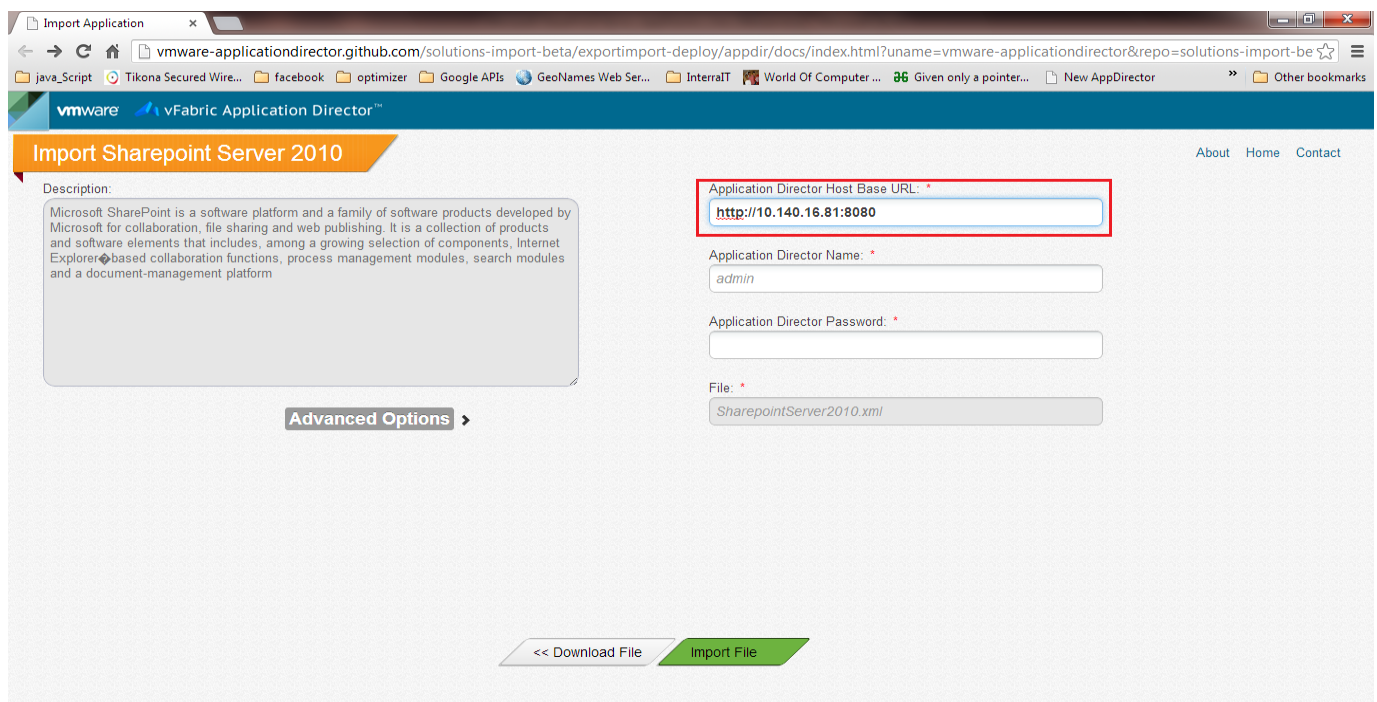 Import Application
vmware-applicationdirector.github.com/solutions-import-beta/exportimport-deploy/appdir/docs/index.html?uname=vmware-applicationdirector&repo=solutions-import-be
java_Script Tikona Secured Wire... facebook optimizer Google APIs GeoNames Web Ser... InterraIT World Of Computer ... Given only a pointer... New AppDirector » Other bookmarks
vmware vFabric Application Director™
Import Sharepoint Server 2010
About Home Contact
Description:
Microsoft SharePoint is a software platform and a family of software products developed by
Microsoft for collaboration, file sharing and web publishing. It is a collection of products
and software elements that includes, among a growing selection of components, Internet
Explorer�based collaboration functions, process management modules, search modules
and a document-management platform
Advanced Options
Application Director Host Base URL: *
http://10.140.16.81:8080
Application Director Name: *
admin
Application Director Password: *
File: *
SharepointServer2010.xml
<< Download File
Import File